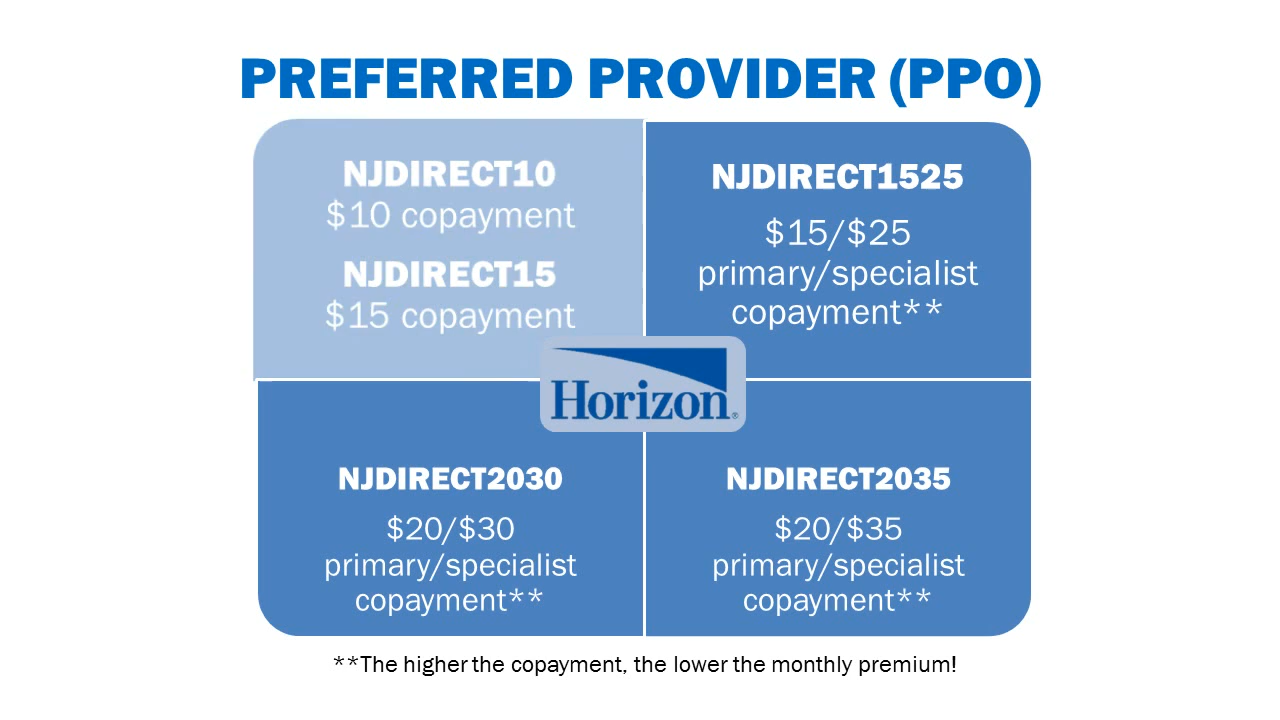 PREFERRED PROVIDER (PPO)
NJDIRECT10
$10 copayment
NJDIRECT15
$15 copayment
NJDIRECT1525
$15/$25
primary/specialist
copayment**
Horizon®
NJDIRECT2030
$20/$30
primary/specialist
copayment**
NJDIRECT2035
$20/$35
primary/specialist
copayment**
**The higher the copayment, the lower the monthly premium!